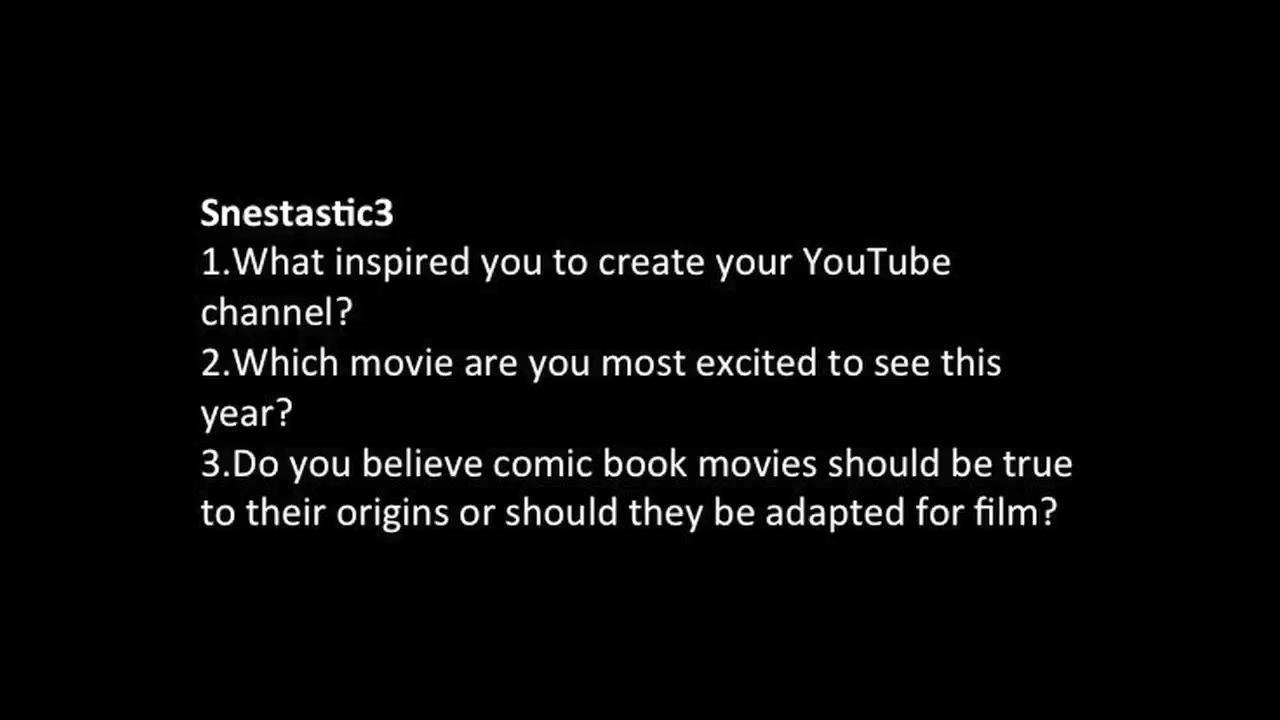 Snestastic3
1.What inspired you to create your YouTube
channel?
2.Which movie are you most excited to see this
year?
3.Do you believe comic book movies should be true
to their origins or should they be adapted for film?